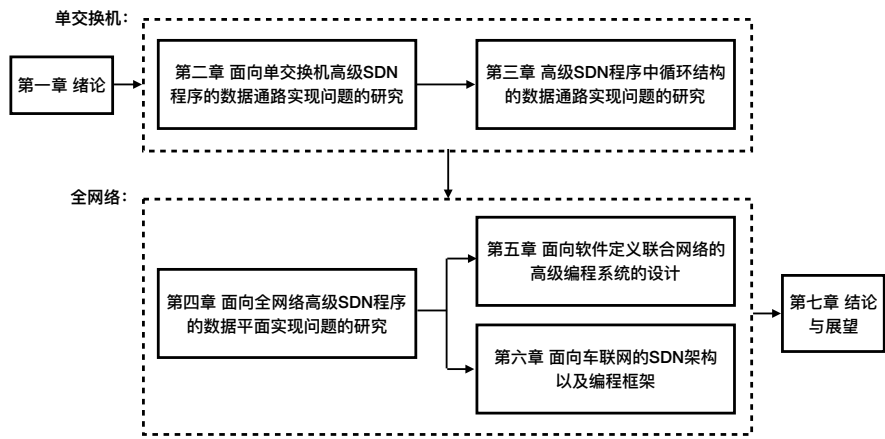 单交换机：
第一章 绪论
第二章 面向单交换机高级SDN
程序的数据通路实现问题的研究
第三章 高级SDN程序中循环结构
的数据通路实现问题的研究
全网络：
第四章 面向全网络高级SDN程序
的数据平面实现问题的研究
第五章 面向软件定义联合网络的
高级编程系统的设计
第六章 面向车联网的SDN架构
以及编程框架
第七章 结论
与展望